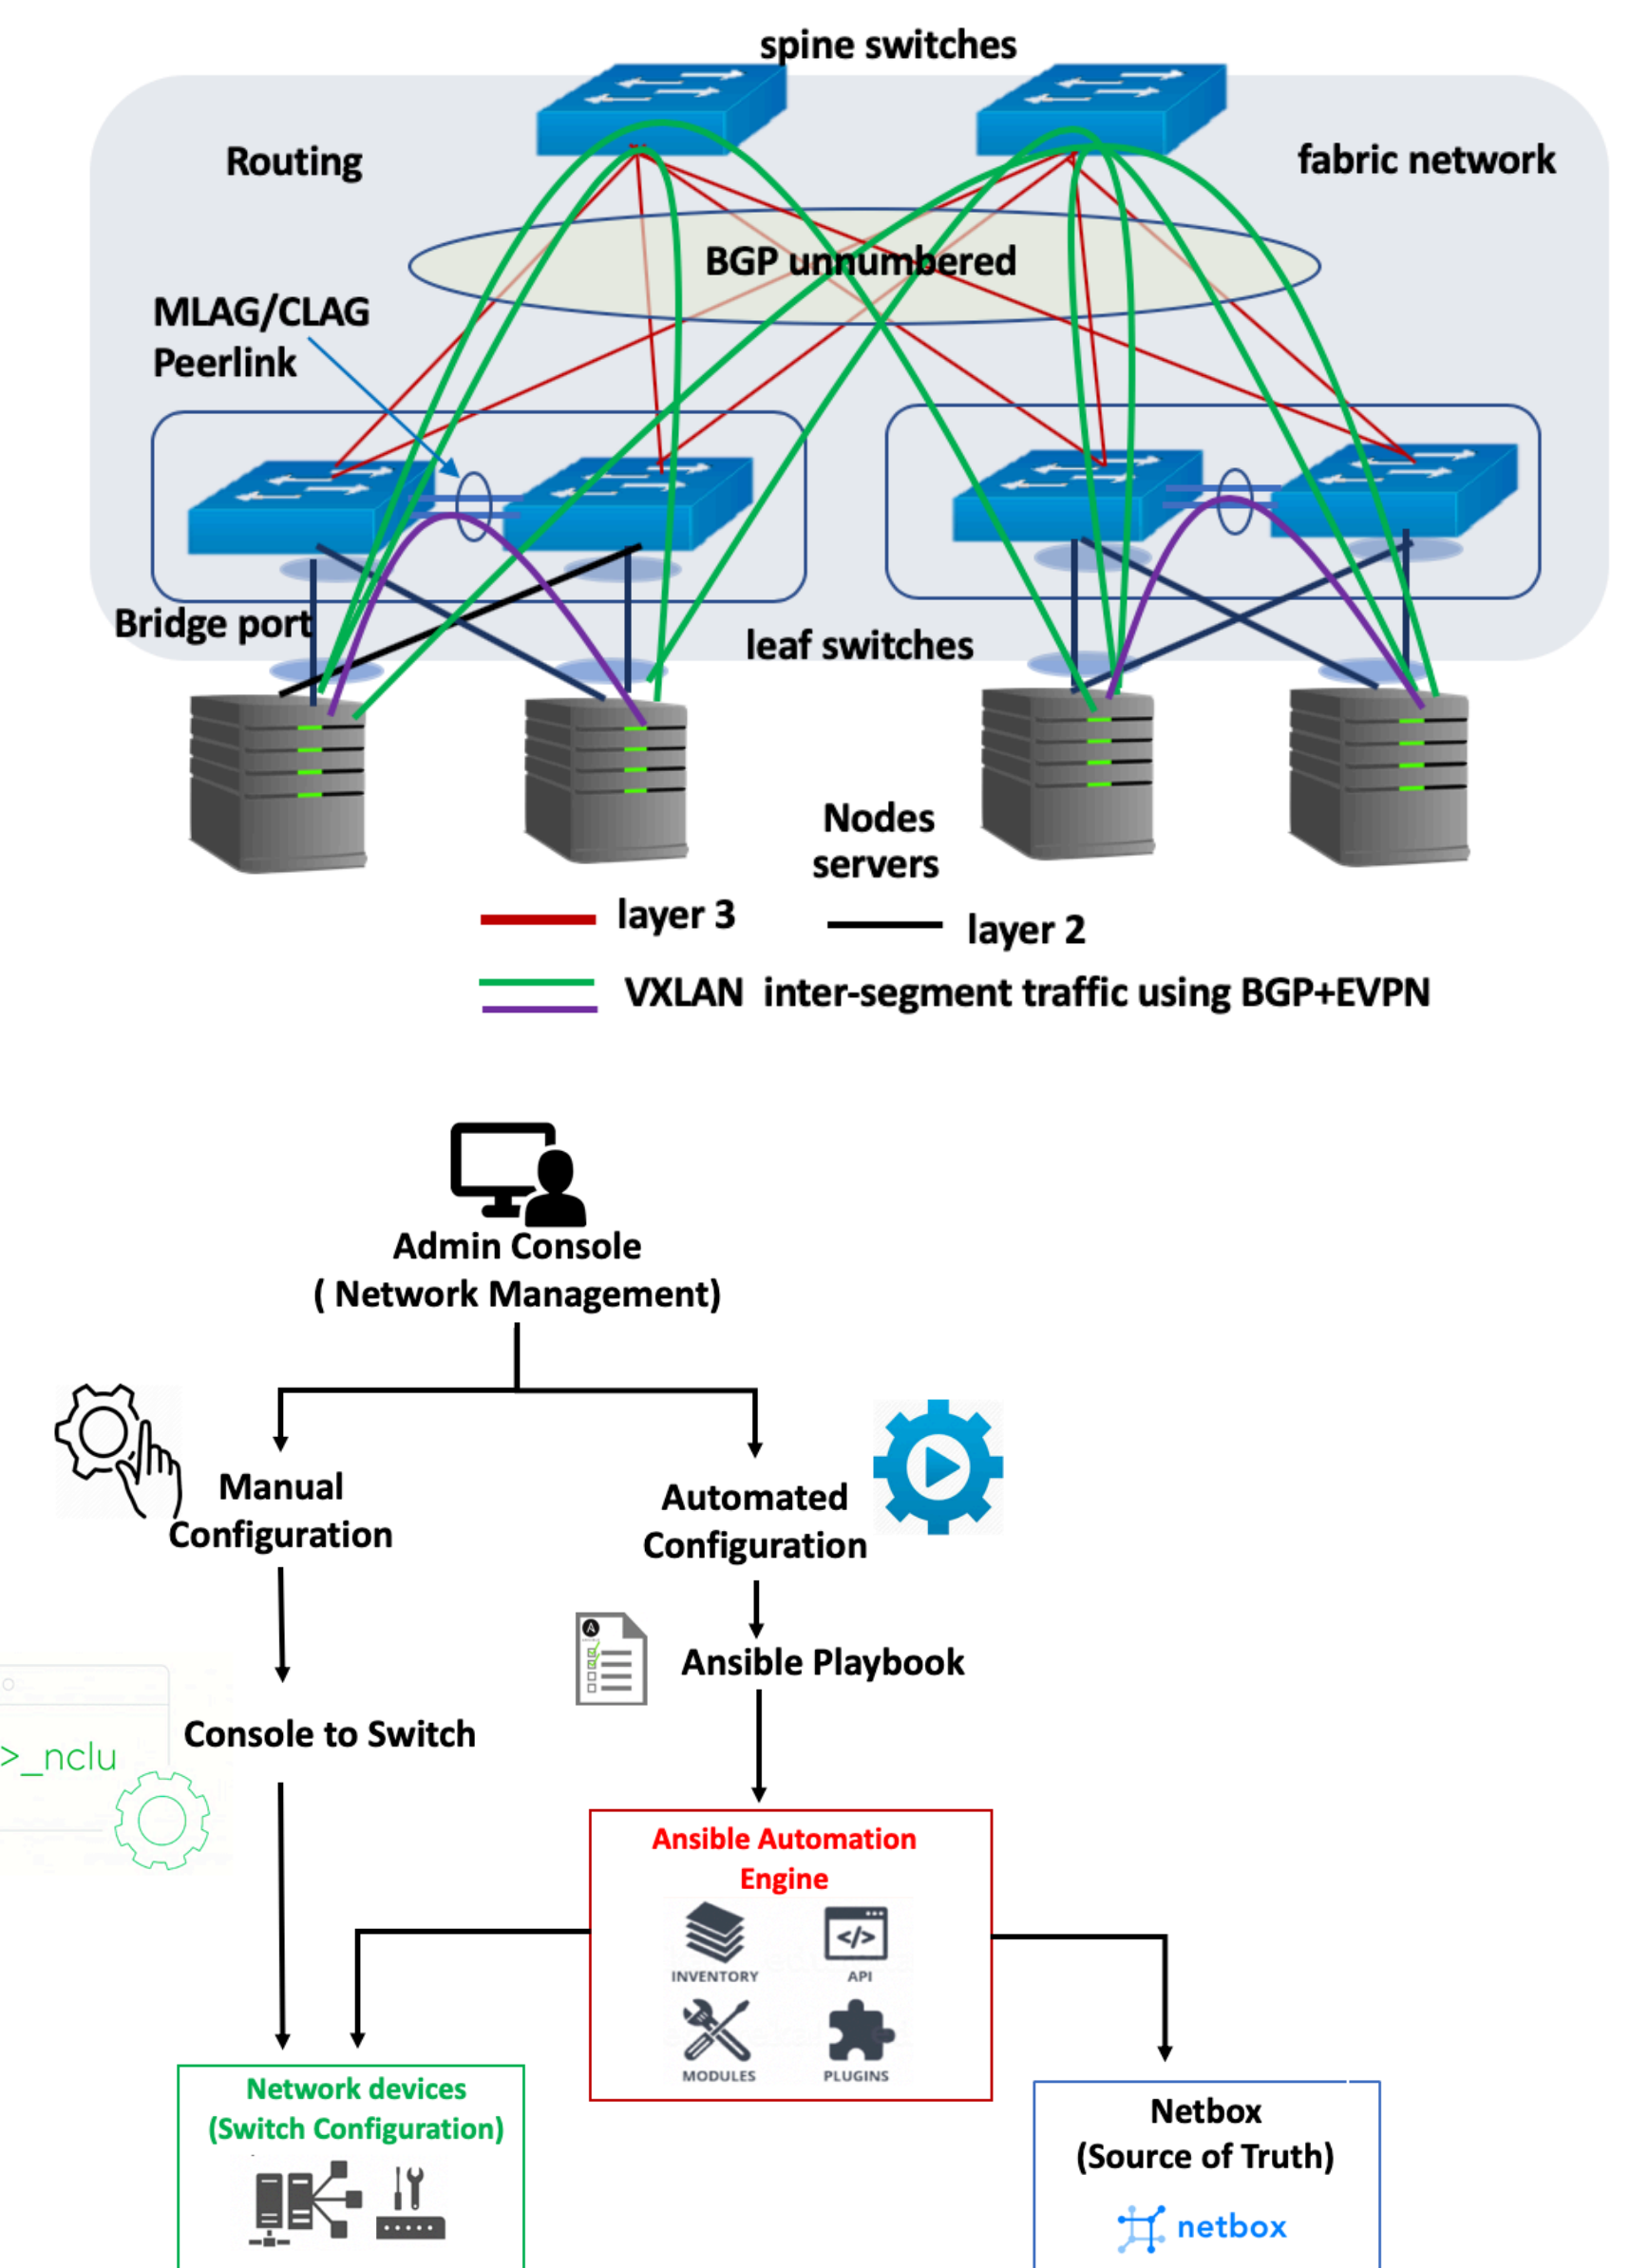 spine switches
Routing
fabric network
BGP unnumbered
MLAG/CLAG
Peerlink
Bridge port
leaf switches
Nodes
servers
layer 3
layer 2
VXLAN inter-segment traffic using BGP+EVPN
Admin Console
( Network Management)
Manual
Configuration
Automated
Configuration
Ansible Playbook
Console to Switch
>_nclu
Ansible Automation
Engine
INVENTORY
API
MODULES
PLUGINS
Network devices
(Switch Configuration)
Netbox
(Source of Truth)
netbox